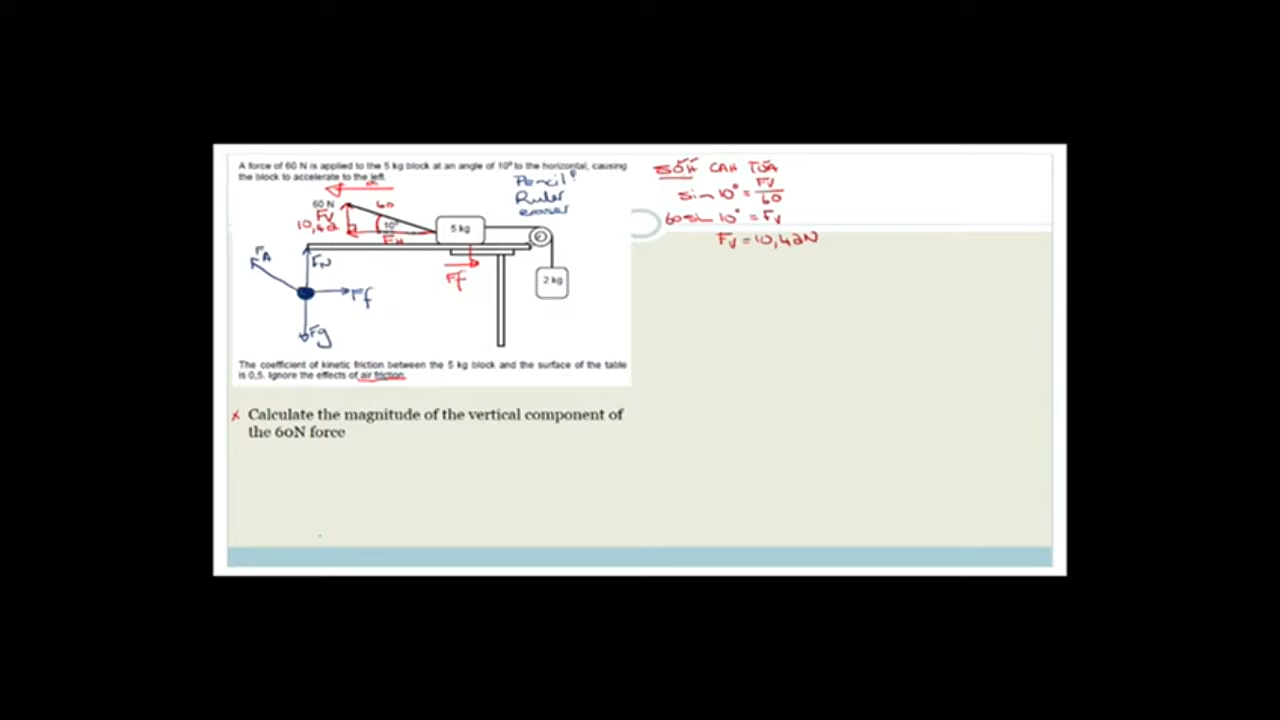 A force of 60 N is applied to the 5 kg block at an angle of 10⁰ to the horizontal, causing
the block to accelerate to the left.
a
Pencil!
Ruler
eraser
60 N
60
Fv
10,42
10⁰
FH
5 kg
FA
FN
Ff
Ff
Fg
2 kg
The coefficient of kinetic friction between the 5 kg block and the surface of the table
is 0,5. Ignore the effects of air friction.
x Calculate the magnitude of the vertical component of
the 60N force
SOH CAH TOA
sin 10° = Fv/60
60 sin 10° = Fv
Fv = 10,42N